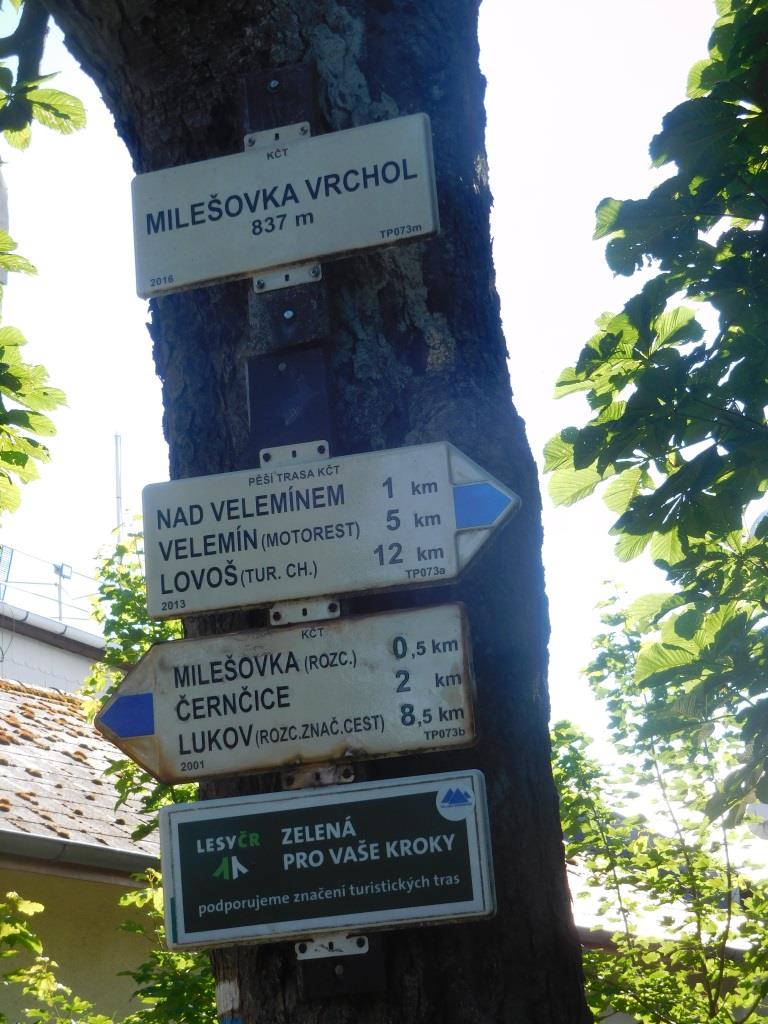 KČT
MILEŠOVKA VRCHOL
837 m
2016 TP073m
PĚŠÍ TRASA KČT
NAD VELEMÍNEM 1 km
VELEMÍN (MOTOREST) 5 km
LOVOŠ (TUR. CH.) 12 km
2013 TP073a
KČT
MILEŠOVKA (ROZC.) 0,5 km
ČERNČICE 2 km
LUKOV (ROZC.ZNAČ.CEST) 8,5 km
2001 TP073b
LESYČR
ZELENÁ
PRO VAŠE KROKY
podporujeme značení turistických tras